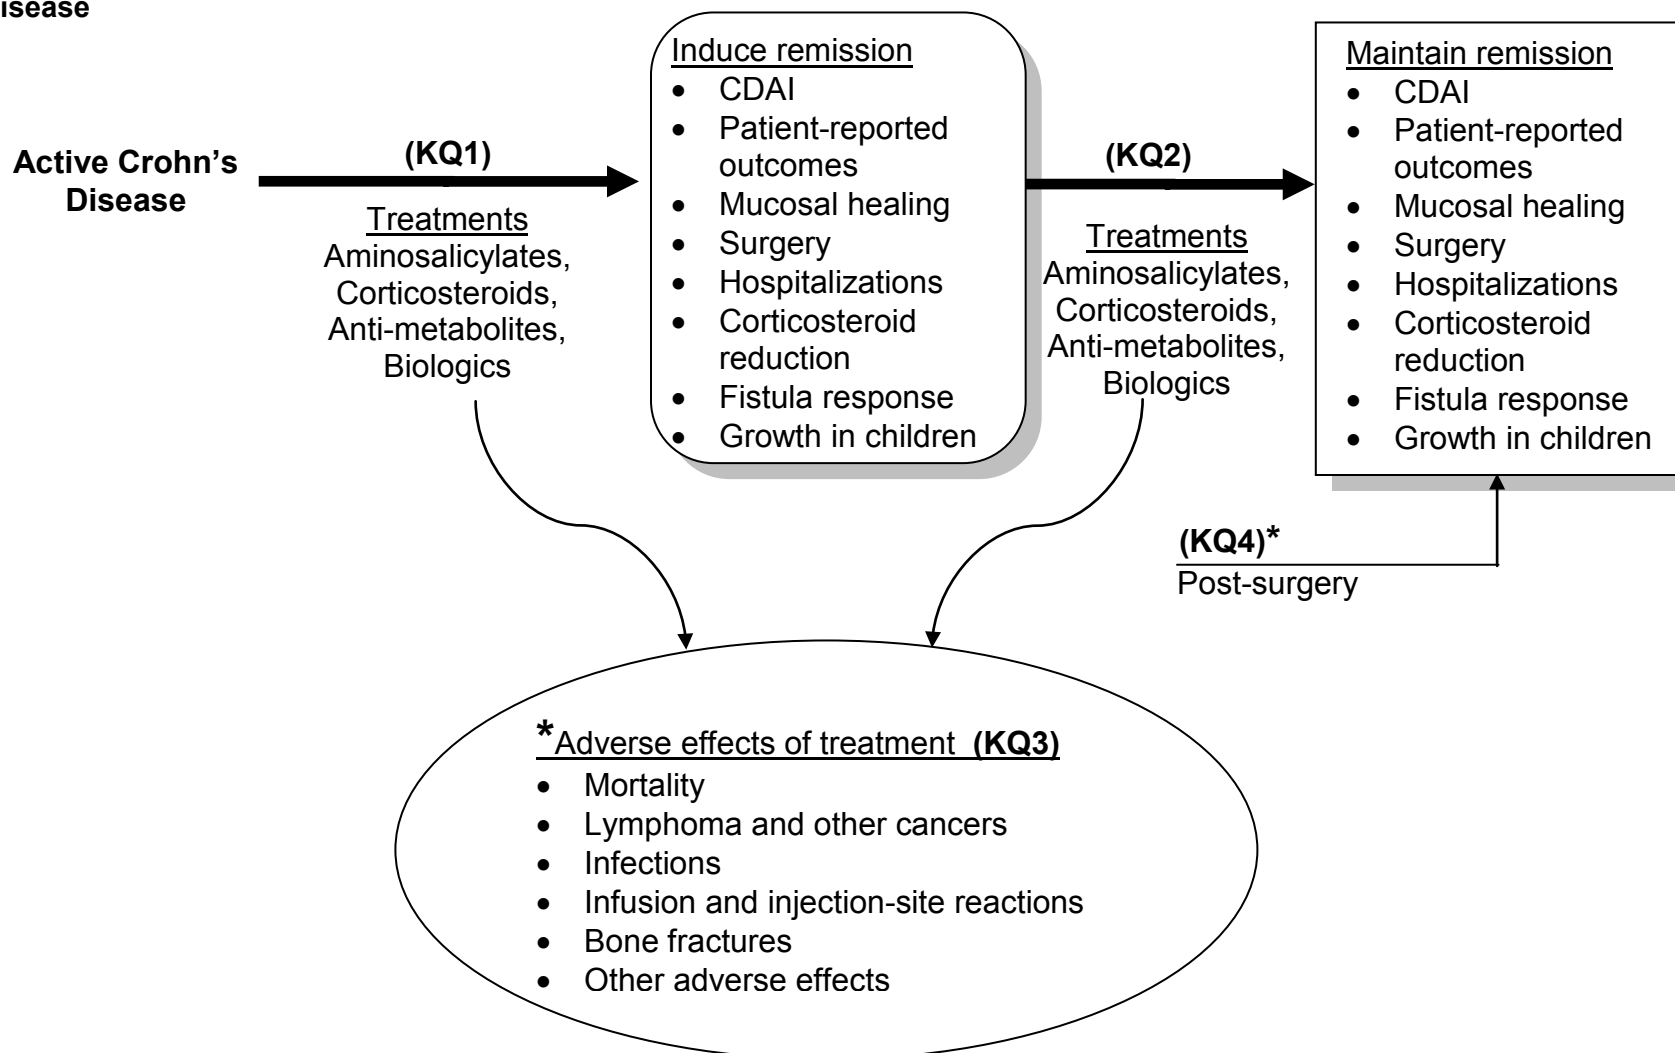 isease
Active Crohn’s
Disease
(KQ1)
Treatments
Aminosalicylates,
Corticosteroids,
Anti-metabolites,
Biologics
Induce remission
• CDAI
• Patient-reported
outcomes
• Mucosal healing
• Surgery
• Hospitalizations
• Corticosteroid
reduction
• Fistula response
• Growth in children
(KQ2)
Treatments
Aminosalicylates,
Corticosteroids,
Anti-metabolites,
Biologics
Maintain remission
• CDAI
• Patient-reported
outcomes
• Mucosal healing
• Surgery
• Hospitalizations
• Corticosteroid
reduction
• Fistula response
• Growth in children
(KQ4)*
Post-surgery
*Adverse effects of treatment (KQ3)
• Mortality
• Lymphoma and other cancers
• Infections
• Infusion and injection-site reactions
• Bone fractures
• Other adverse effects